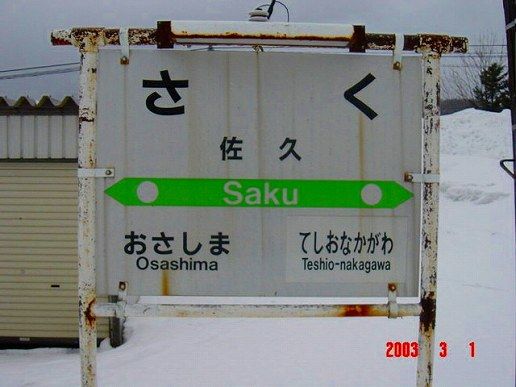 さく
佐久
Saku
おさしま てしおなかがわ
Osashima Teshio-nakagawa
2003 3 1